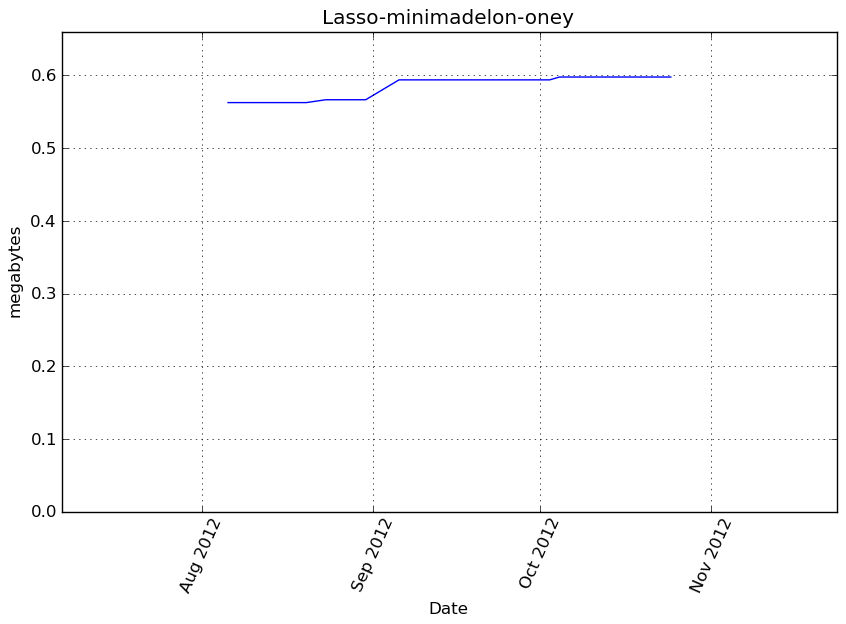 Lasso-minimadelon-oney
0.6
0.5
0.4
0.3
0.2
0.1
0.0
megabytes
Aug 2012
Sep 2012
Oct 2012
Nov 2012
Date